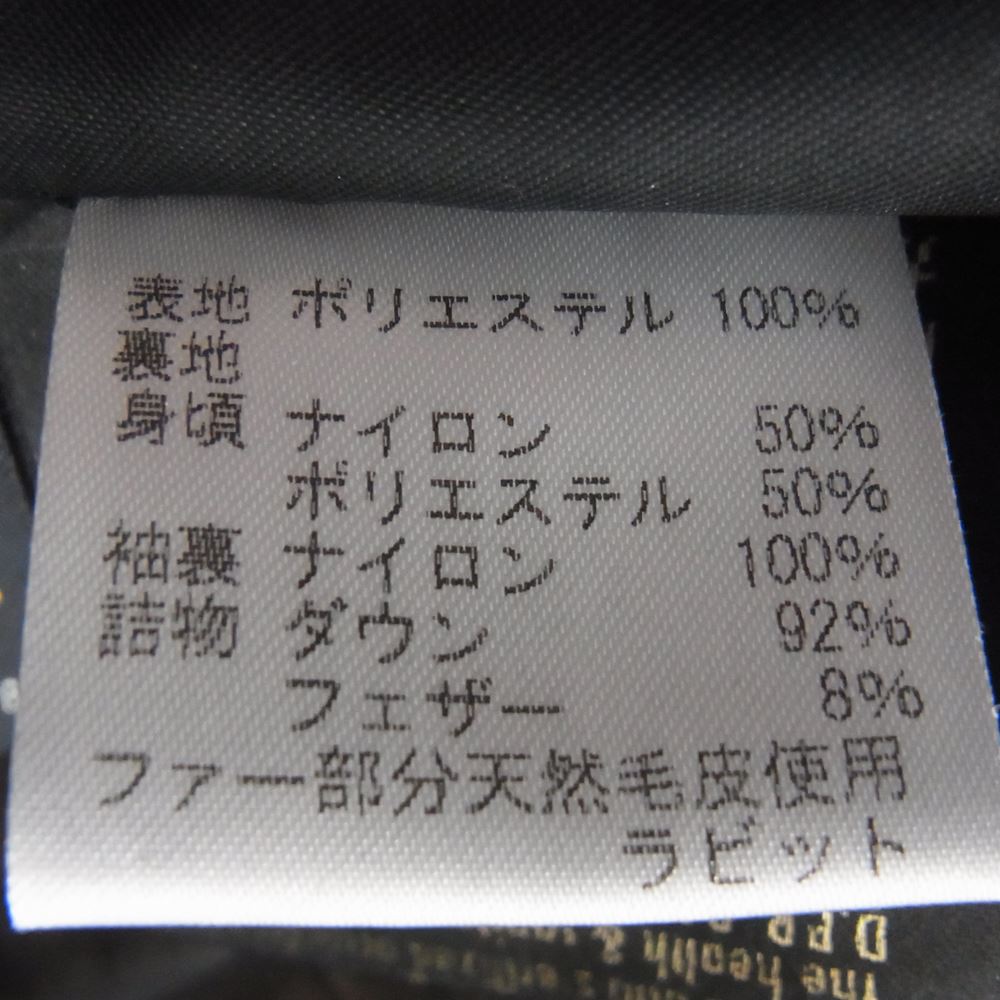 表地 ポリエステル 100%
裏地
身頃 ナイロン 50%
ポリエステル 50%
袖裏 ナイロン 100%
詰物 ダウン 92%
フェザー 8%
ファー部分天然毛皮使用
ラビット
The health &